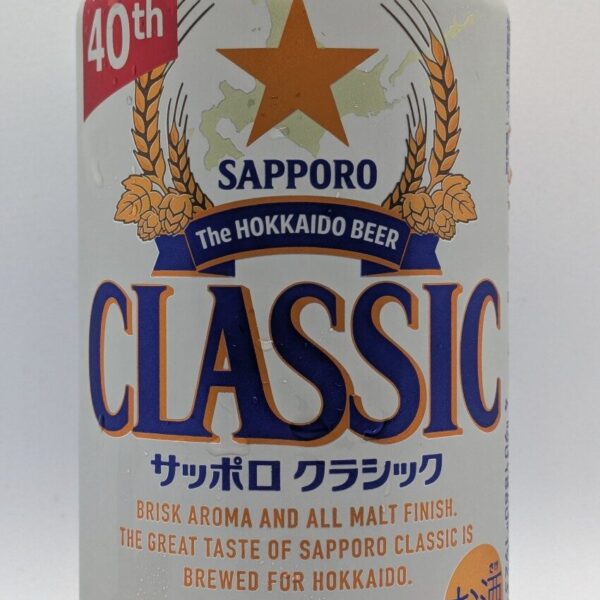 40th
SAPPORO
The HOKKAIDO BEER
CLASSIC
サッポロ クラシック
BRISK AROMA AND ALL MALT FINISH.
THE GREAT TASTE OF SAPPORO CLASSIC IS
BREWED FOR HOKKAIDO.